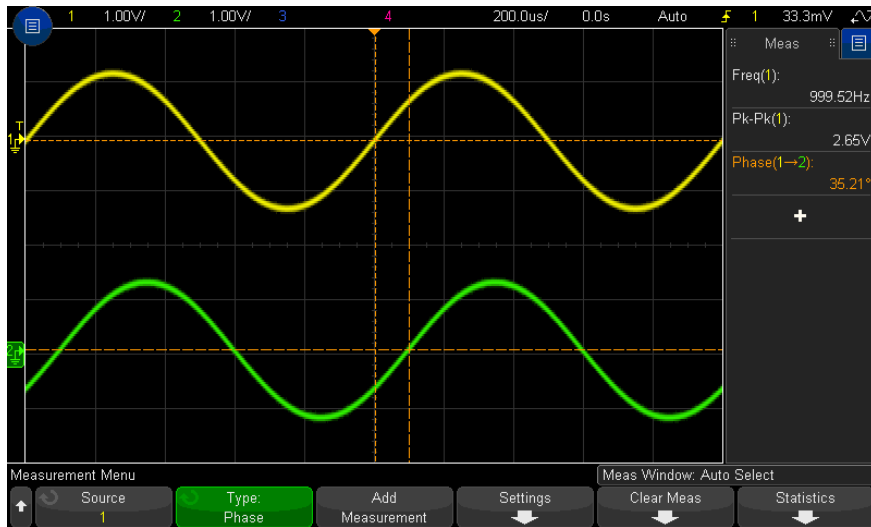 1 1.00V/ 2 1.00V/ 3 4 200.0us/ 0.0s Auto 1 33.3mV
Meas
Freq(1):
999.52Hz
Pk-Pk(1):
2.65V
Phase(1→2):
35.21°
+
T
1
2
Measurement Menu
Meas Window: Auto Select
Source
1
Type:
Phase
Add
Measurement
Settings
Clear Meas
Statistics